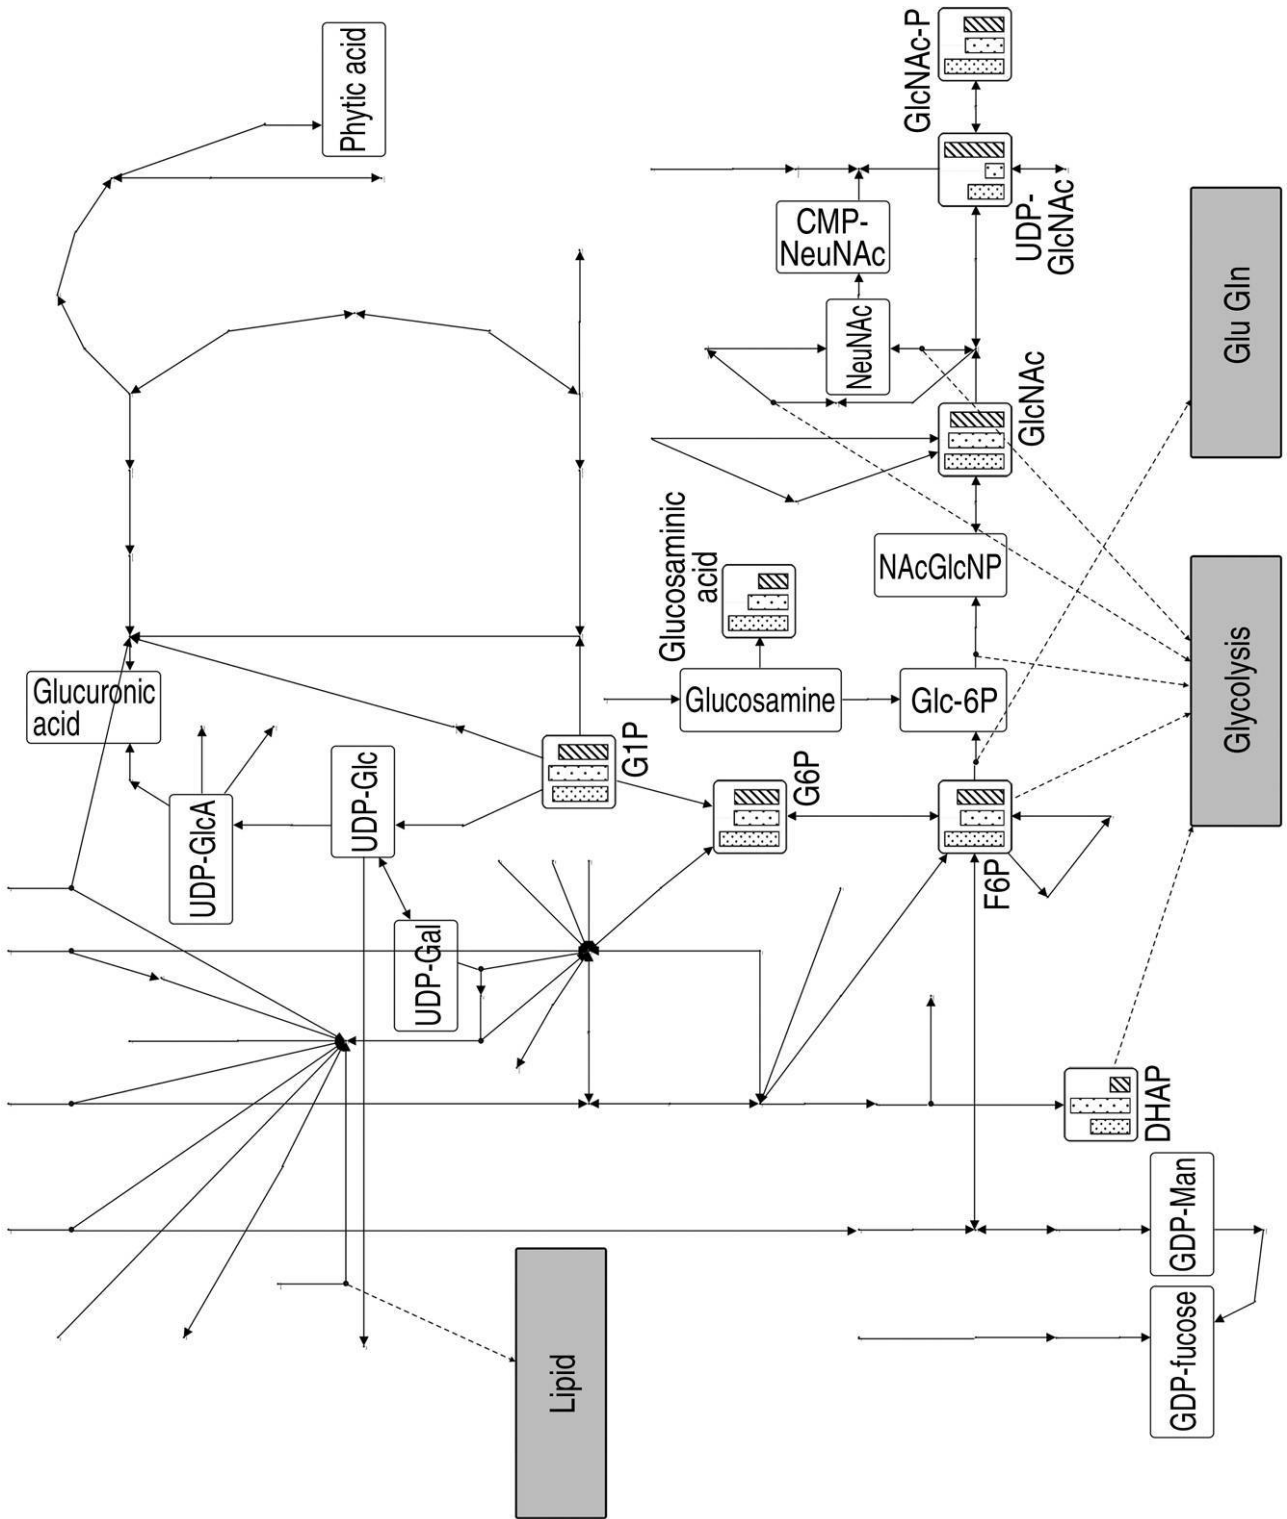 Phytic acid
GlcNAc-P
CMP-
NeuNAc
UDP-
GlcNAc
NeuNAc
GlcNAc
Glu Gln
Glucosaminic
acid
NAcGlcNP
Glucuronic
acid
Glucosamine
Glc-6P
Glycolysis
UDP-GlcA
UDP-Glc
G1P
G6P
F6P
UDP-Gal
DHAP
GDP-Man
GDP-fucose
Lipid